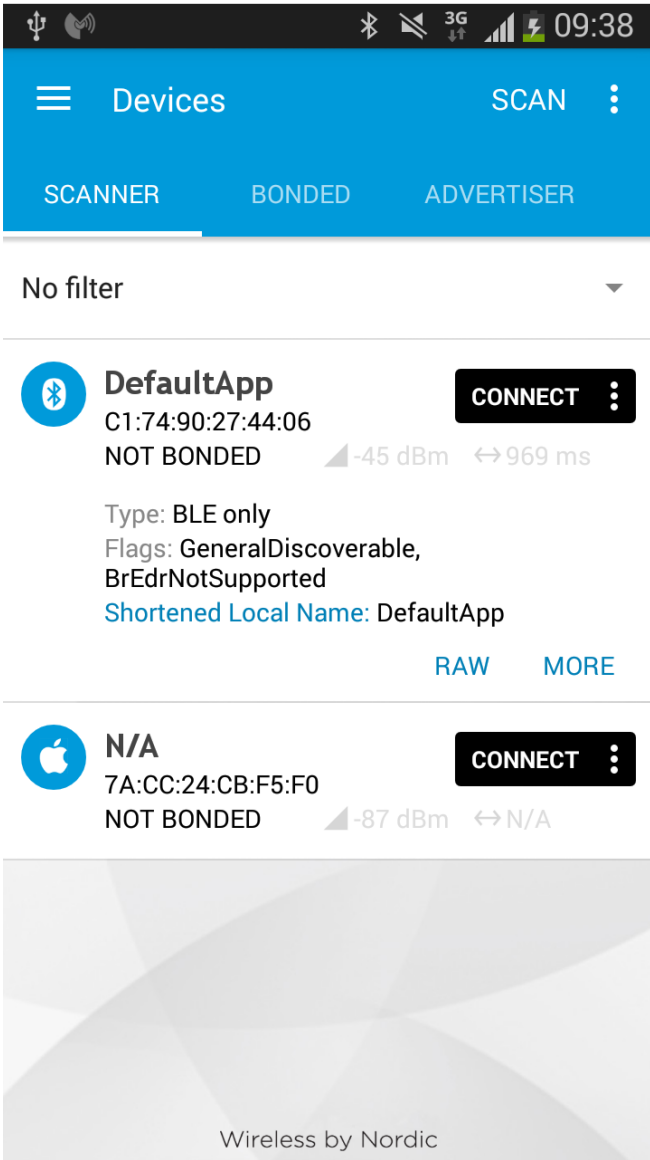 3G
09:38
Devices SCAN
SCANNER BONDED ADVERTISER
No filter
DefaultApp
CONNECT
C1:74:90:27:44:06
NOT BONDED -45 dBm 969 ms
Type: BLE only
Flags: GeneralDiscoverable,
BrEdrNotSupported
Shortened Local Name: DefaultApp
RAW MORE
N/A
CONNECT
7A:CC:24:CB:F5:F0
NOT BONDED -87 dBm N/A
Wireless by Nordic